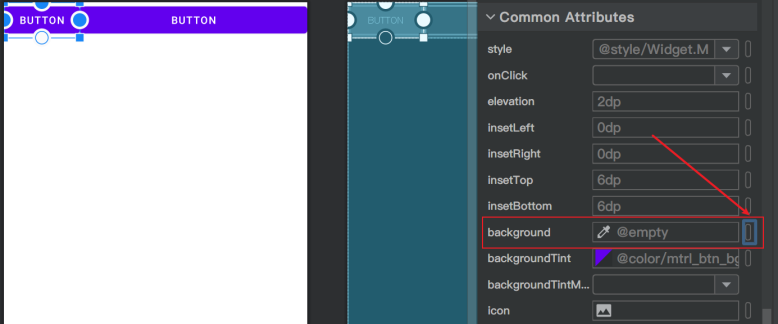 BUTTON
BUTTON
BUTTON
Common Attributes
style
@style/Widget.M
onClick
elevation
2dp
insetLeft
0dp
insetRight
0dp
insetTop
6dp
insetBottom
6dp
background
@empty
backgroundTint
@color/mtrl_btn_bg
backgroundTintM...
icon